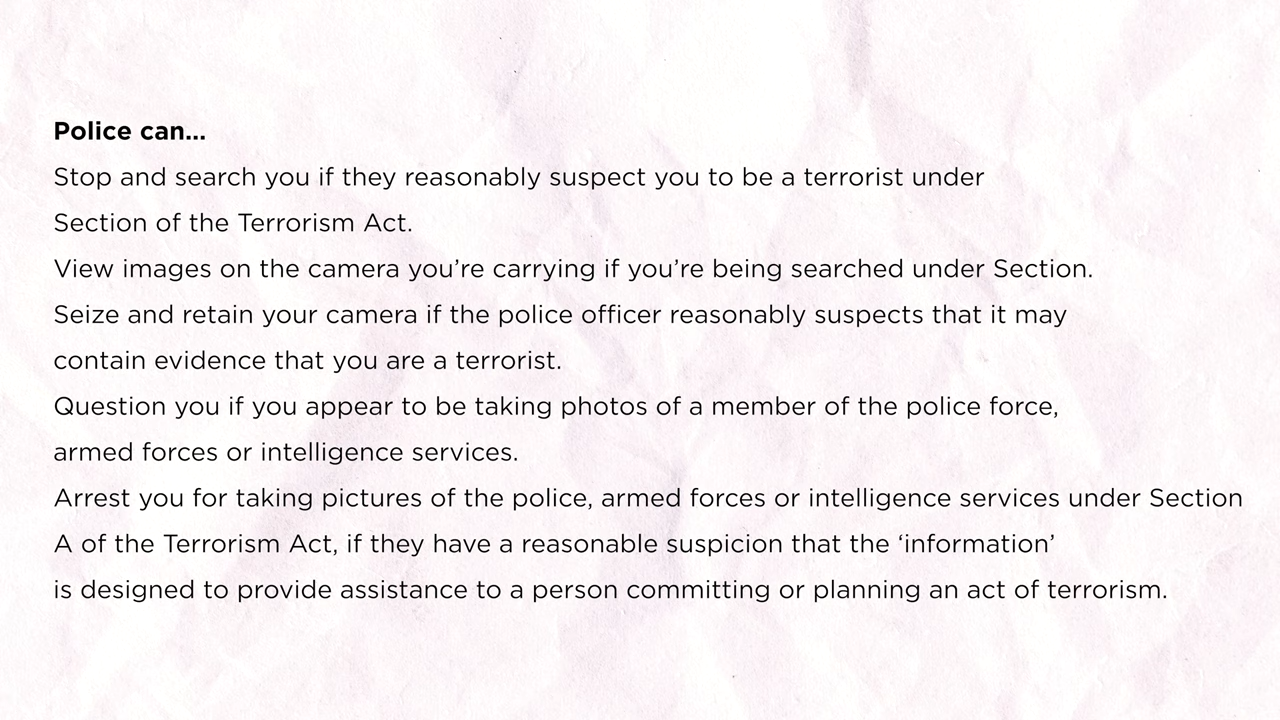 Police can...
Stop and search you if they reasonably suspect you to be a terrorist under
Section of the Terrorism Act.
View images on the camera you’re carrying if you’re being searched under Section.
Seize and retain your camera if the police officer reasonably suspects that it may
contain evidence that you are a terrorist.
Question you if you appear to be taking photos of a member of the police force,
armed forces or intelligence services.
Arrest you for taking pictures of the police, armed forces or intelligence services under Section
A of the Terrorism Act, if they have a reasonable suspicion that the ‘information’
is designed to provide assistance to a person committing or planning an act of terrorism.